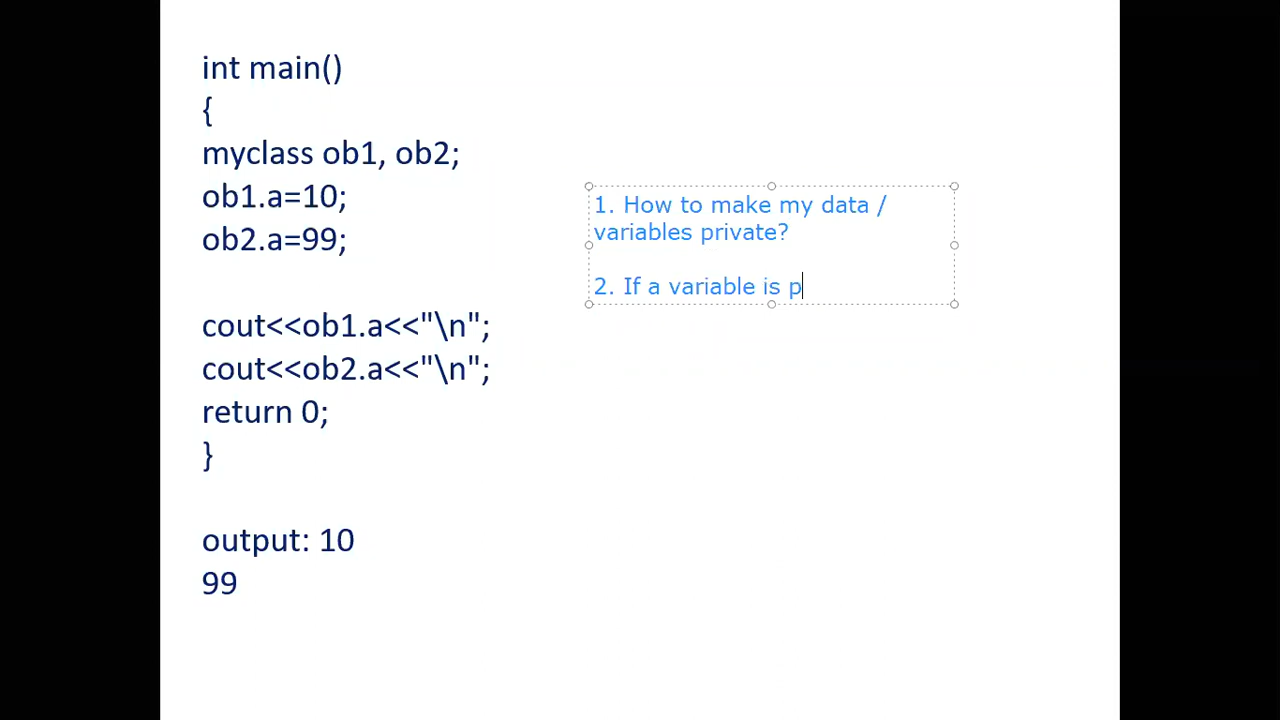 int main()
{
myclass ob1, ob2;
ob1.a=10;
ob2.a=99;
cout<<ob1.a<<"\n";
cout<<ob2.a<<"\n";
return 0;
}
output: 10
99
1. How to make my data /
variables private?
2. If a variable is p